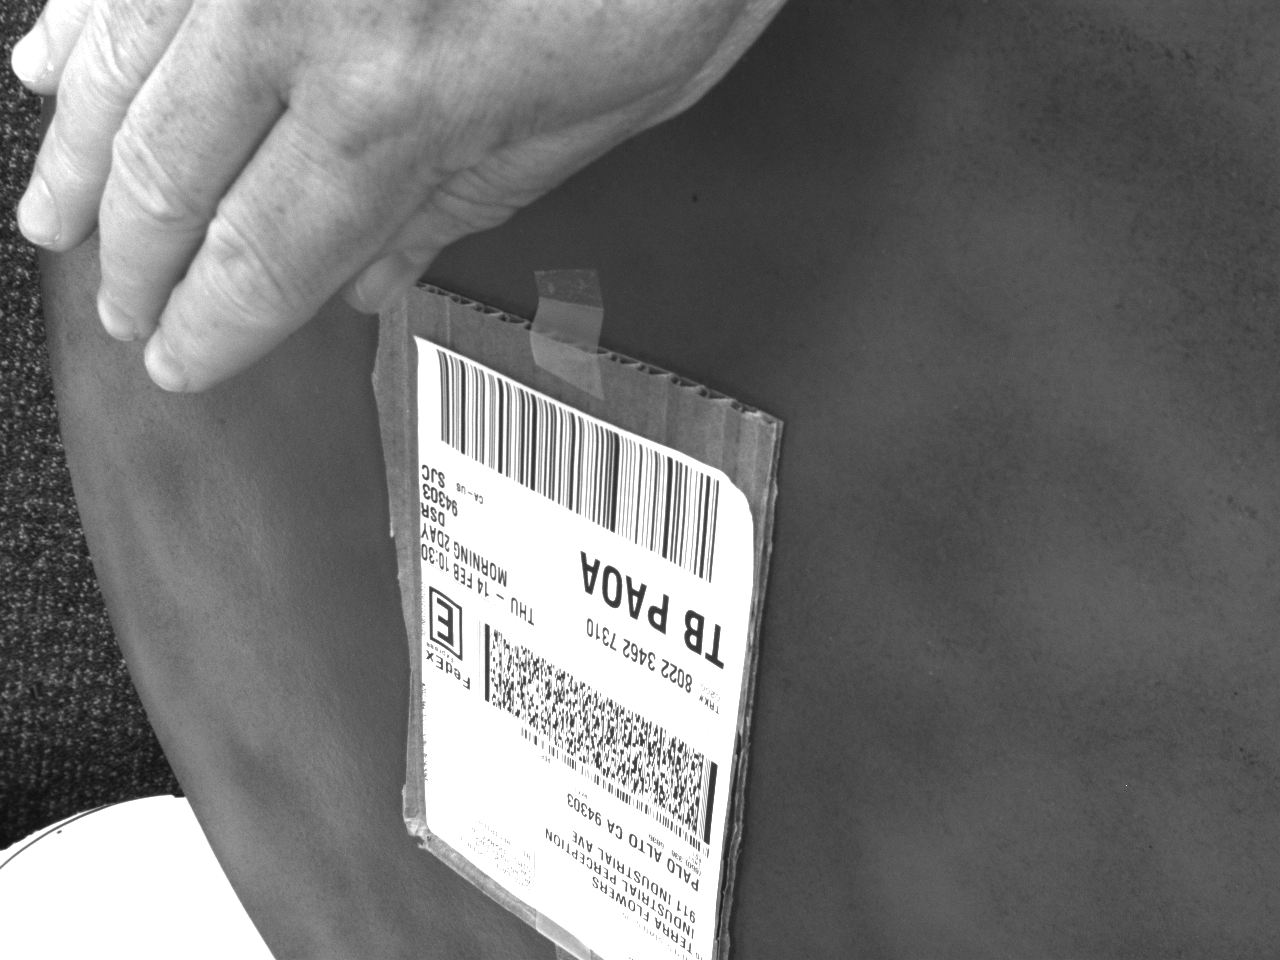 TERRA FLOWERS
INDUSTRIAL PERCEPTION
911 INDUSTRIAL AVE
PALO ALTO CA 94303
FedEx
Express
E
TRK#
8022 3462 7310
THU - 14 FEB 10:30
MORNING 2DAY
TB PAOA
DSR
94303
CA-US
SJC